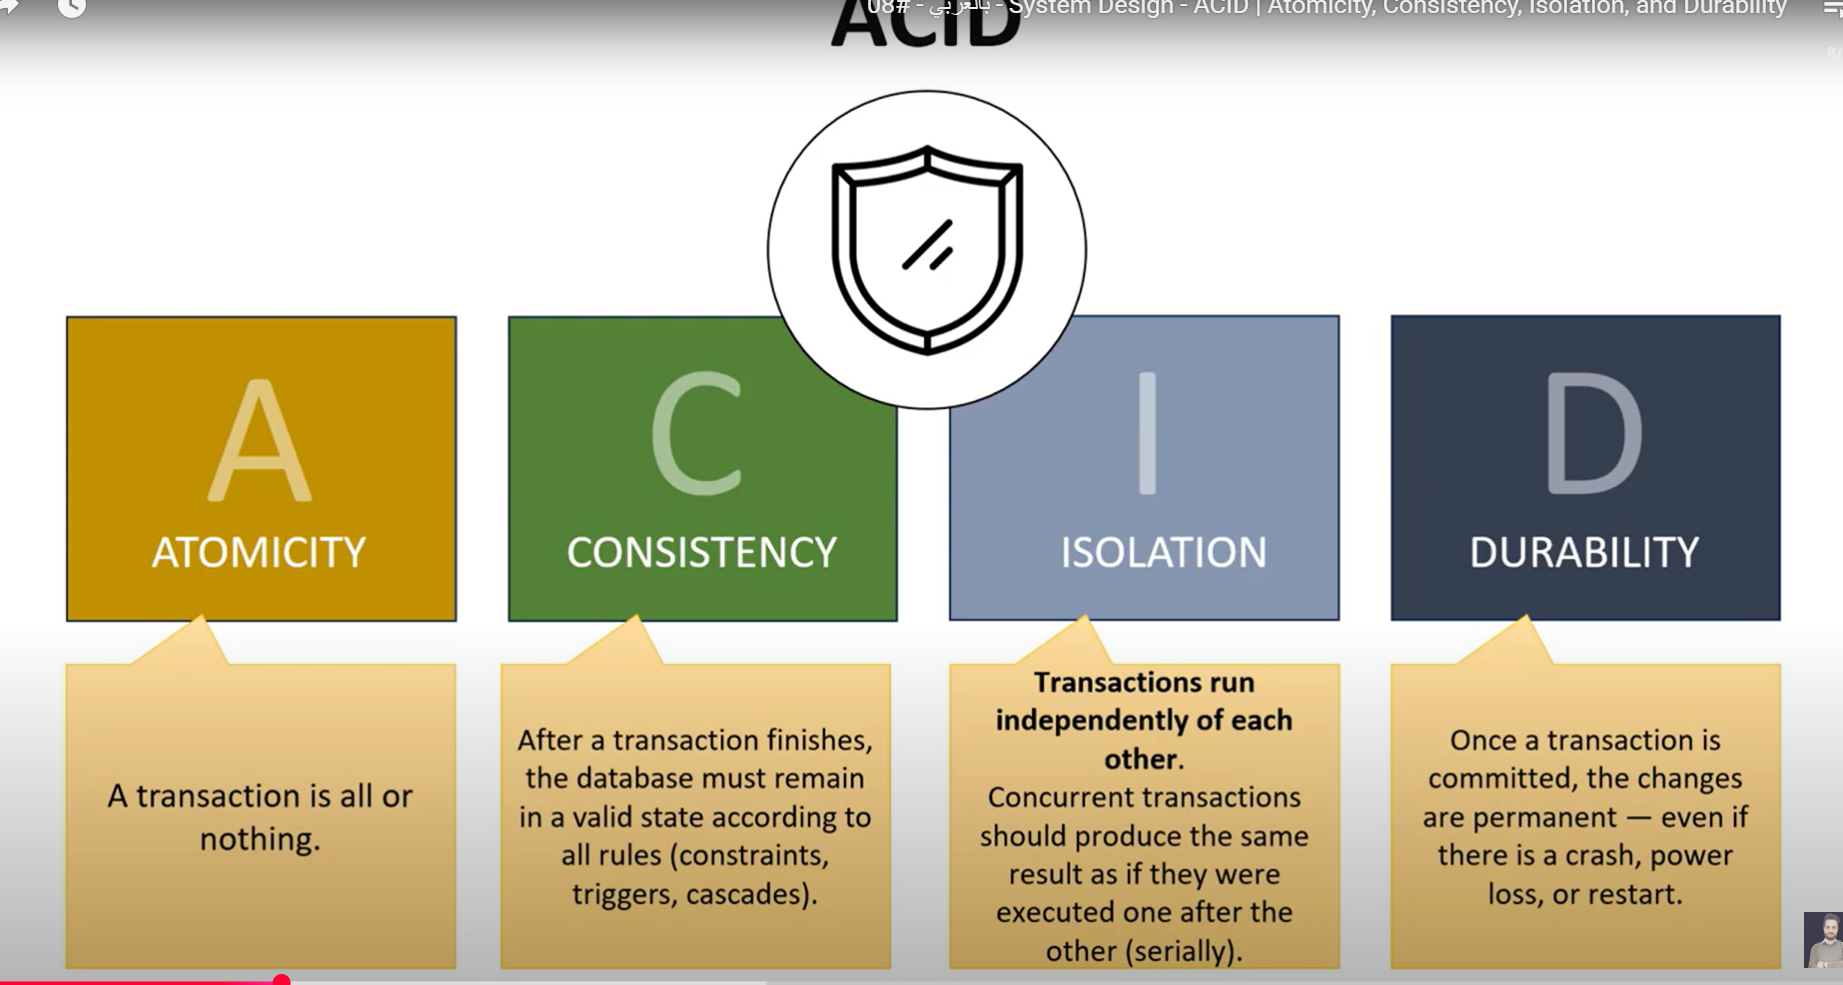 08# - بالعربي - System Design - ACID | Atomicity, Consistency, Isolation, and Durability
ACID
A
ATOMICITY
C
CONSISTENCY
I
ISOLATION
D
DURABILITY
A transaction is all or
nothing.
After a transaction finishes,
the database must remain
in a valid state according to
all rules (constraints,
triggers, cascades).
Transactions run
independently of each
other.
Concurrent transactions
should produce the same
result as if they were
executed one after the
other (serially).
Once a transaction is
committed, the changes
are permanent — even if
there is a crash, power
loss, or restart.